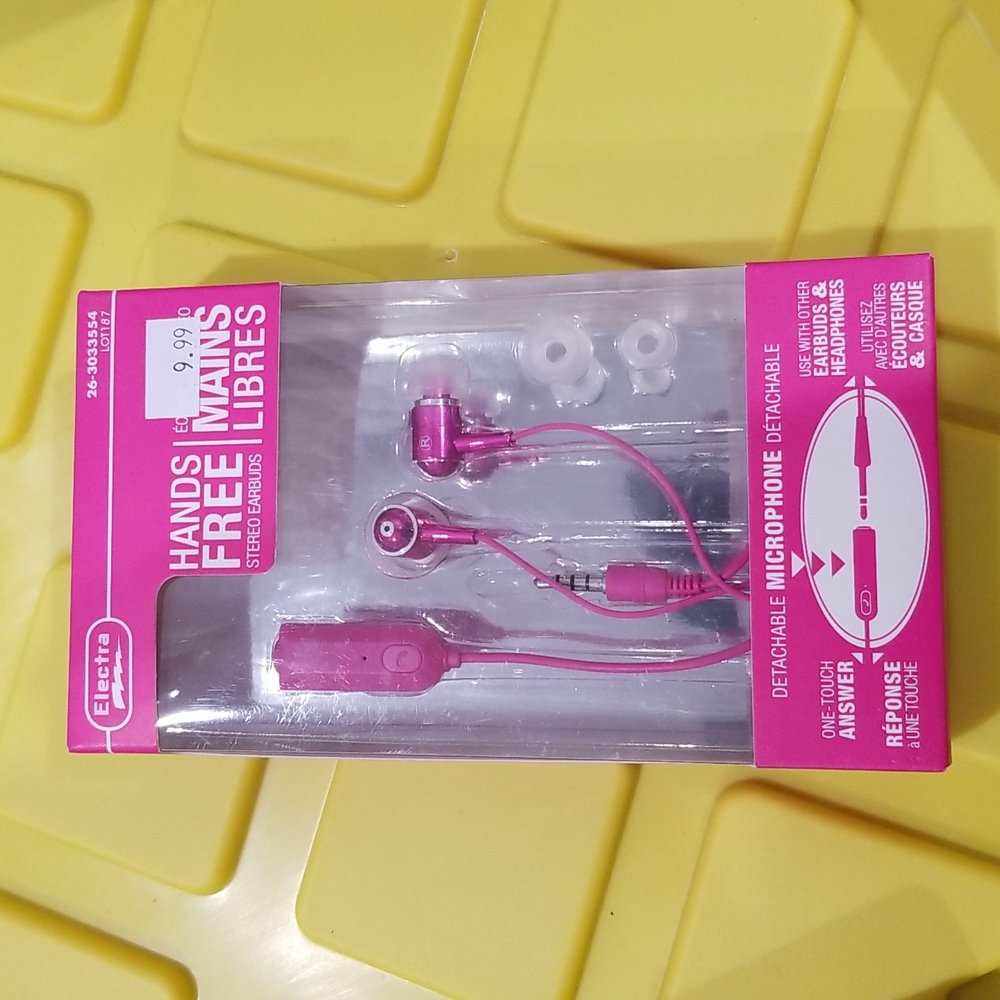 Electra
26-3033554
LOT187
9.99
HANDS
FREE
STEREO EARBUDS
MAINS
LIBRES
DETACHABLE MICROPHONE DÉTACHABLE
ONE-TOUCH
ANSWER
RÉPONSE
à UNE TOUCHE
USE WITH OTHER
EARBUDS &
HEADPHONES
UTILISEZ
AVEC D'AUTRES
ÉCOUTEURS
& CASQUE
R